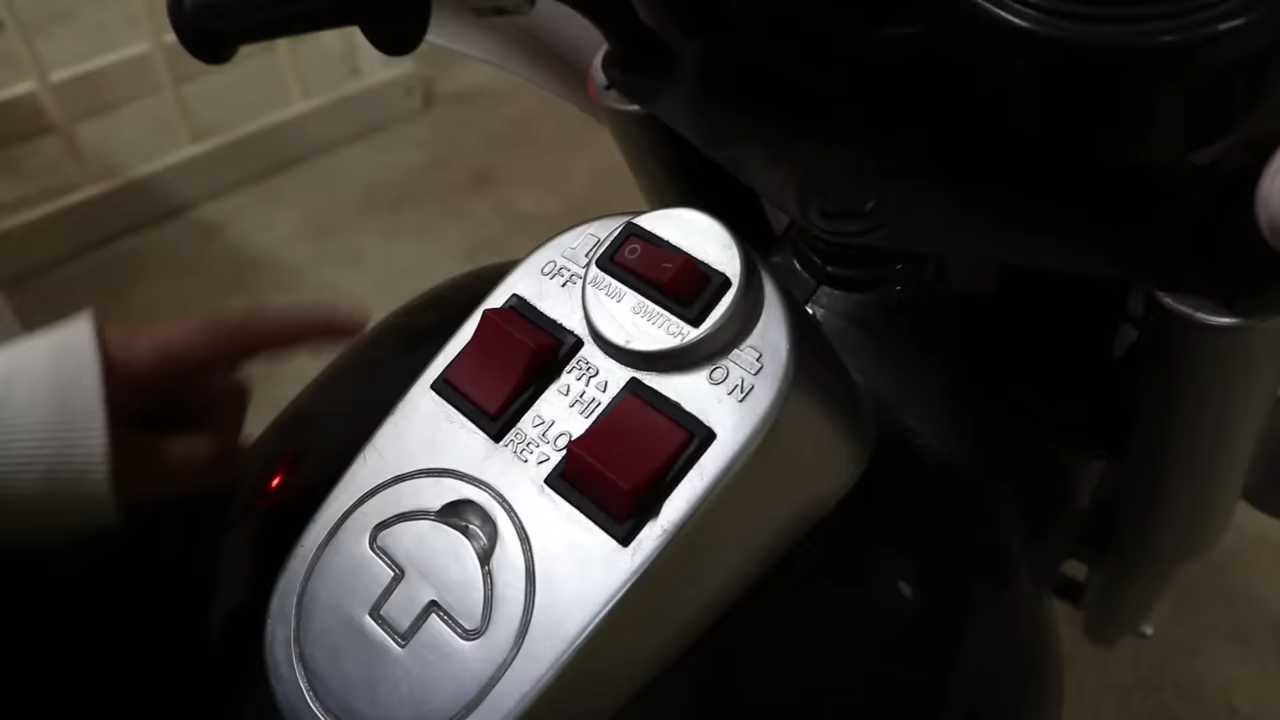 OFF
O -
MAIN SWITCH
ON
FR▲
▲HI
▼LO
RE▼